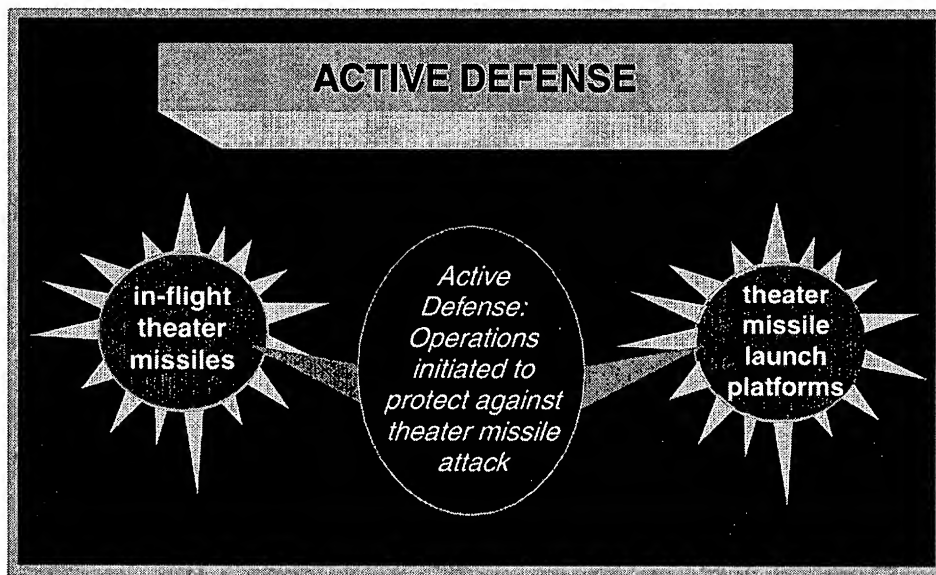 ACTIVE DEFENSE
in-flight
theater
missiles
Active
Defense:
Operations
initiated to
protect against
theater missile
attack
theater
missile
launch
platforms